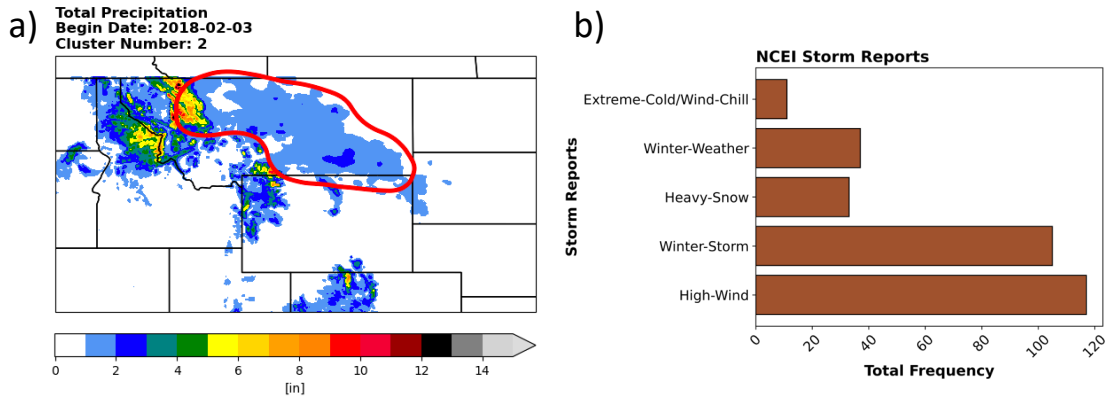 a)
Total Precipitation
Begin Date: 2018-02-03
Cluster Number: 2
0 2 4 6 8 10 12 14
[in]
b)
NCEI Storm Reports
Storm Reports
Extreme-Cold/Wind-Chill
Winter-Weather
Heavy-Snow
Winter-Storm
High-Wind
0 20 40 60 80 100 120
Total Frequency